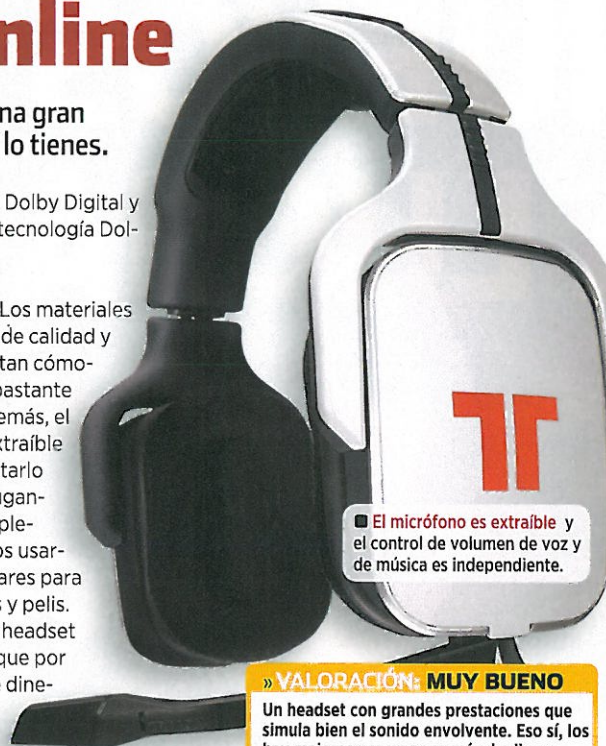 nline
na gran
lo tienes.
Dolby Digital y
tecnología Dol-
Los materiales
de calidad y
tan cómo-
bastante
emás, el
xtraíble
tarlo
ugan-
ple-
os usar-
ares para
s y pelis.
headset
que por
e dine-
El micrófono es extraíble y
el control de volumen de voz y
de música es independiente.
» VALORACIÓN: MUY BUENO
Un headset con grandes prestaciones que
simula bien el sonido envolvente. Eso sí, los